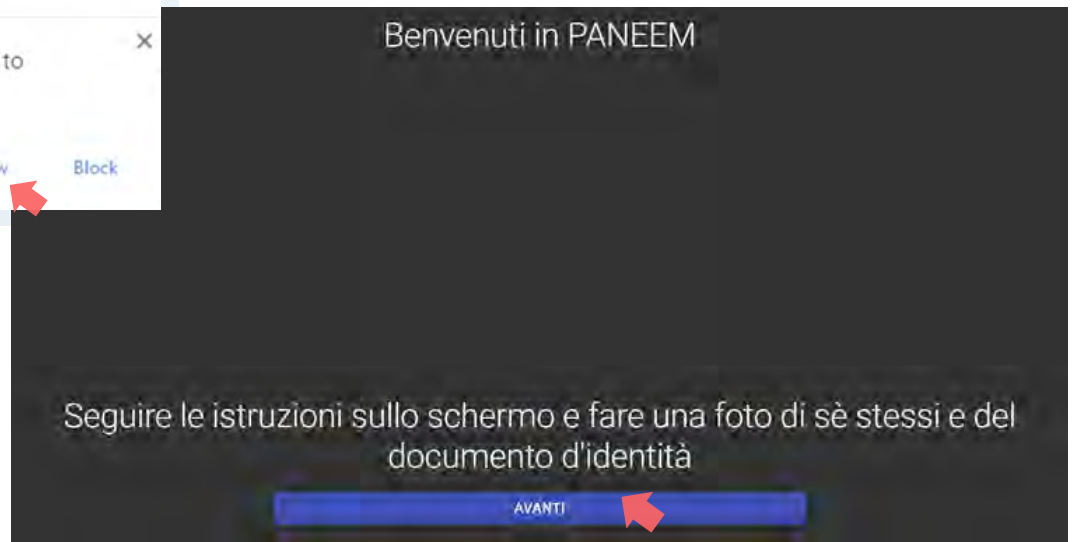 to
Block
Benvenuti in PANEEM
Seguire le istruzioni sullo schermo e fare una foto di sè stessi e del
documento d'identità
AVANTI